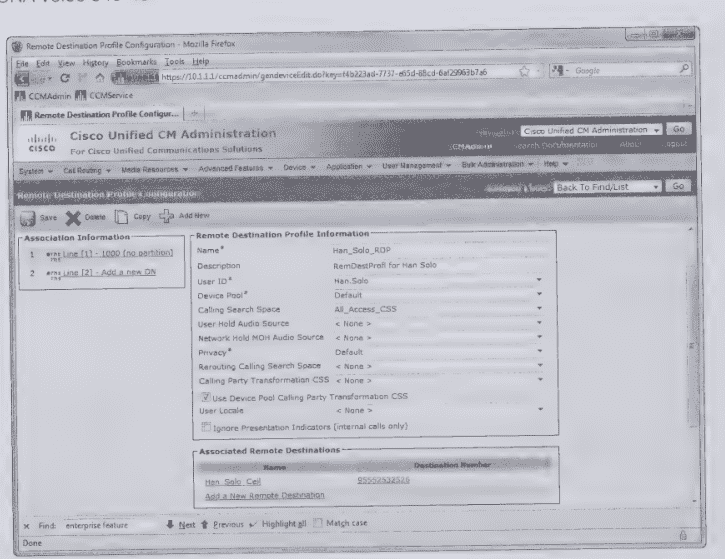 Remote Destination Profile Configuration - Mozilla Firefox
File Edit View History Bookmarks Tools Help
https://10.1.1.1/ccmadmin/gendeviceEdit.do?key=f4b223ad-7737-e65d-88cd-6af29963b7a6
Google
CCMAdmin CCMService
Remote Destination Profile Configur...
cisco
Cisco Unified CM Administration
For Cisco Unified Communications Solutions
Navigation Cisco Unified CM Administration Go
CCMAdmin Search Documentation About Logout
System Call Routing Media Resources Advanced Features Device Application User Management Bulk Administration Help
Remote Destination Profile Configuration
Back To Find/List Go
Save Delete Copy Add New
Association Information
1 Line [1] - 1000 (no partition)
2 Line [2] - Add a new DN
Remote Destination Profile Information
Name* Han_Solo_RDP
Description RemDestProfi for Han Solo
User ID* Han.Solo
Device Pool* Default
Calling Search Space All_Access_CSS
User Hold Audio Source < None >
Network Hold MOH Audio Source < None >
Privacy* Default
Rerouting Calling Search Space < None >
Calling Party Transformation CSS < None >
Use Device Pool Calling Party Transformation CSS
User Locale < None >
Ignore Presentation Indicators (internal calls only)
Associated Remote Destinations
Name Destination Number
Han_Solo_Cell 95552632526
Add a New Remote Destination
Find: enterprise feature Next Previous Highlight all Match case
Done